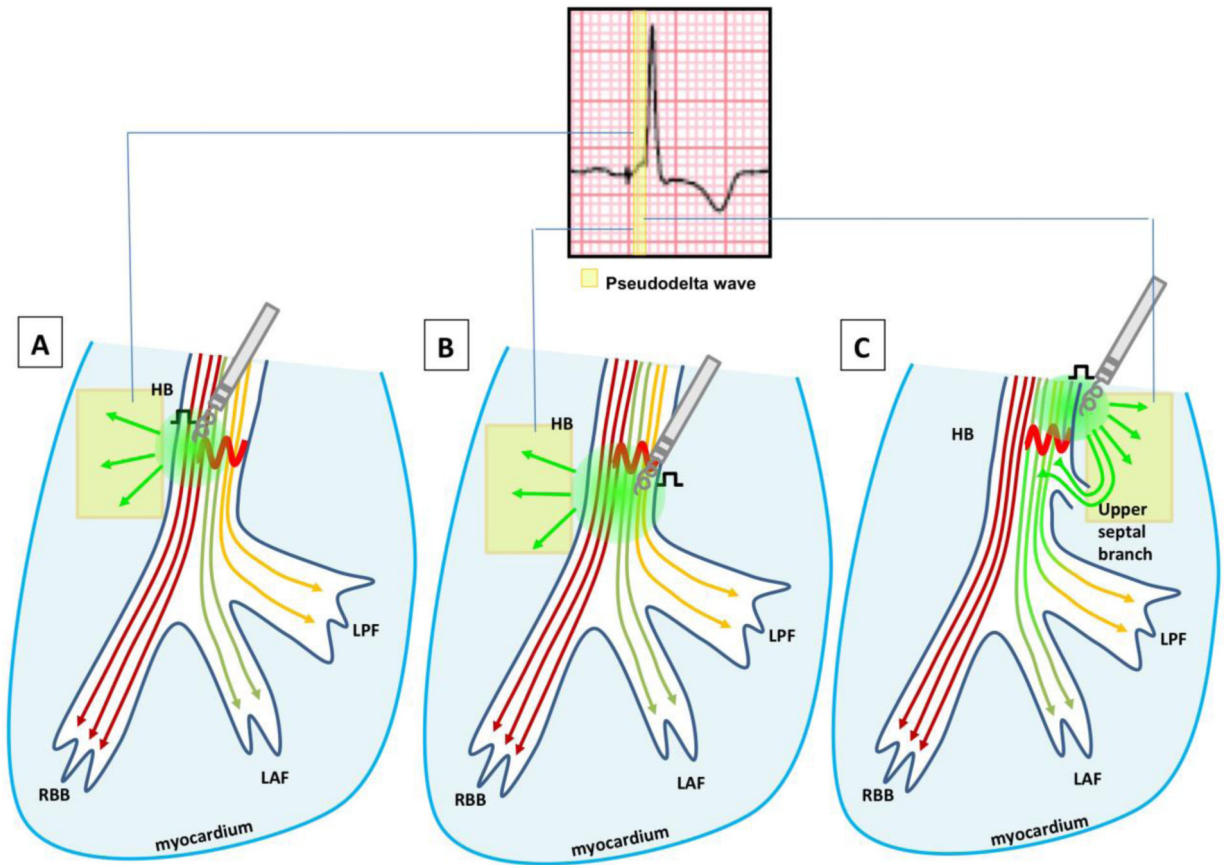 Pseudodelta wave
A
HB
LPF
LAF
RBB
myocardium
B
HB
LPF
LAF
RBB
myocardium
C
HB
Upper
septal
branch
LPF
LAF
RBB
myocardium